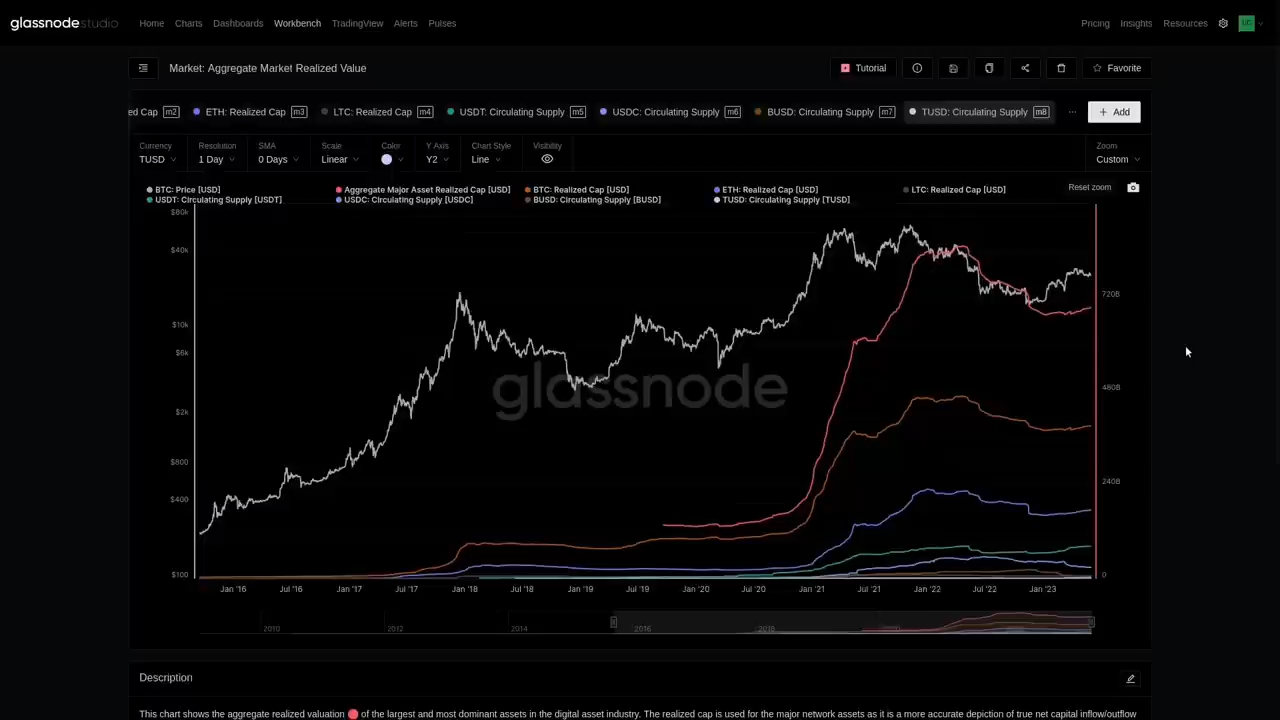 glassnodestudio Home Charts Dashboards Workbench TradingView Alerts Pulses Pricing Insights Resources
Market: Aggregate Market Realized Value Tutorial Favorite
ed Cap m2 ETH: Realized Cap m3 LTC: Realized Cap m4 USDT: Circulating Supply m5 USDC: Circulating Supply m6 BUSD: Circulating Supply m7 TUSD: Circulating Supply m8 ... + Add
Currency Resolution SMA Scale Color Y Axis Chart Style Visibility Zoom
TUSD 1 Day 0 Days Linear Y2 Line Custom
BTC: Price [USD] Aggregate Major Asset Realized Cap [USD] BTC: Realized Cap [USD] ETH: Realized Cap [USD] LTC: Realized Cap [USD] Reset zoom
USDT: Circulating Supply [USDT] USDC: Circulating Supply [USDC] BUSD: Circulating Supply [BUSD] TUSD: Circulating Supply [TUSD]
$80k
$40k
720B
$10k
$6k
glassnode
480B
$2k
$800
240B
$400
$100 0
Jan '16 Jul '16 Jan '17 Jul '17 Jan '18 Jul '18 Jan '19 Jul '19 Jan '20 Jul '20 Jan '21 Jul '21 Jan '22 Jul '22 Jan '23
2010 2012 2014 2016 2018
Description
This chart shows the aggregate realized valuation 🔴 of the largest and most dominant assets in the digital asset industry. The realized cap is used for the major network assets as it is a more accurate depiction of true net capital inflow/outflow